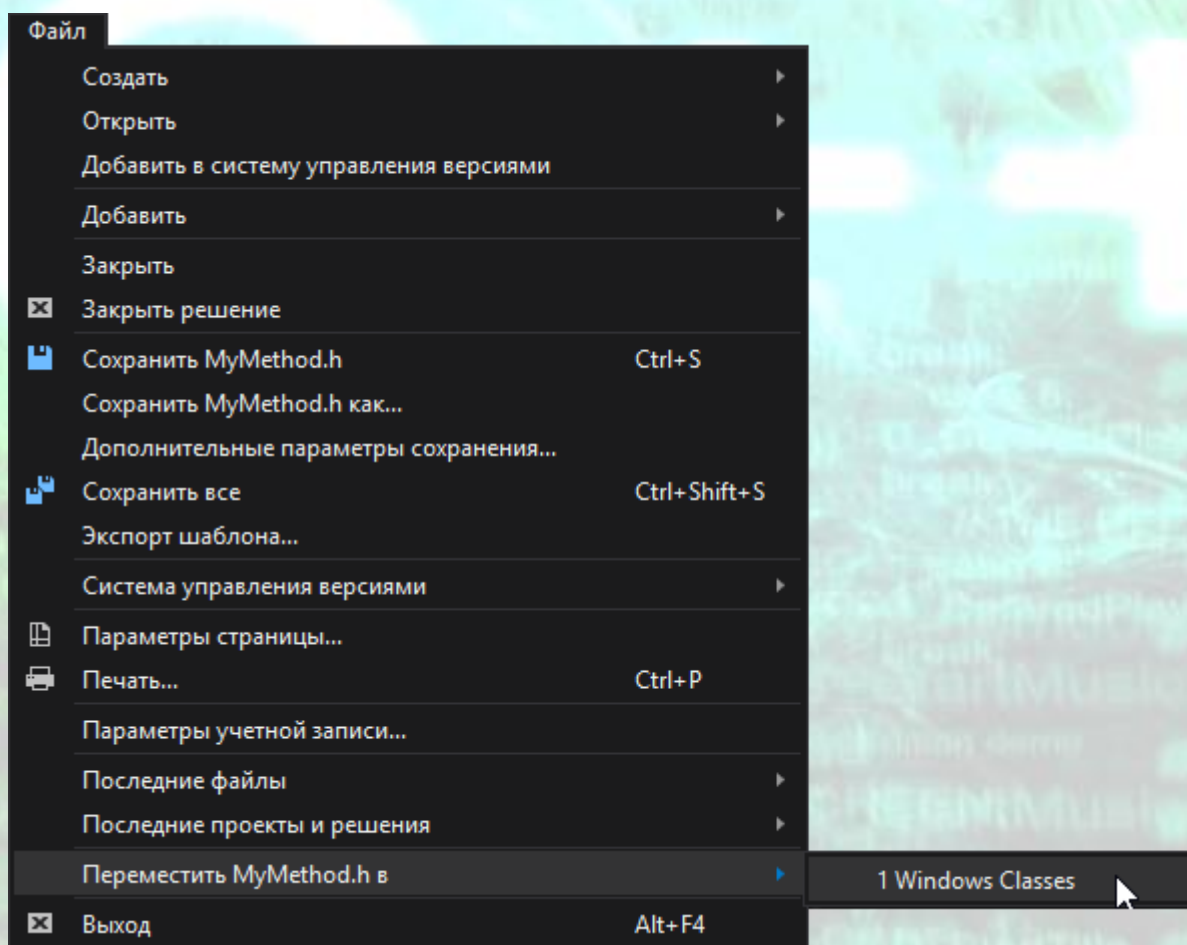 Файл
Создать
Открыть
Добавить в систему управления версиями
Добавить
Закрыть
Закрыть решение
Сохранить MyMethod.h Ctrl+S
Сохранить MyMethod.h как...
Дополнительные параметры сохранения...
Сохранить все Ctrl+Shift+S
Экспорт шаблона...
Система управления версиями
Параметры страницы...
Печать... Ctrl+P
Параметры учетной записи...
Последние файлы
Последние проекты и решения
Переместить MyMethod.h в
1 Windows Classes
Выход Alt+F4